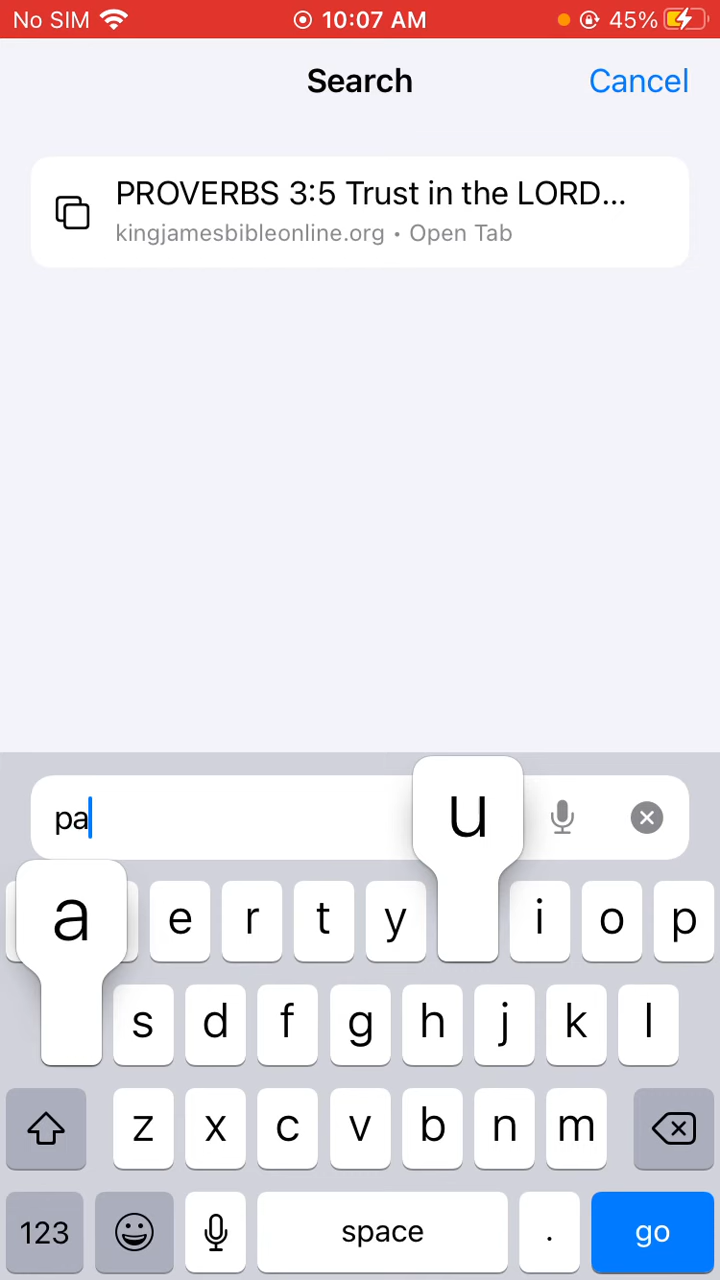 No SIM 10:07 AM 45%
Search Cancel
PROVERBS 3:5 Trust in the LORD...
kingjamesbibleonline.org • Open Tab
pa
u
a e r t y i o p
s d f g h j k l
z x c v b n m
123 space . go